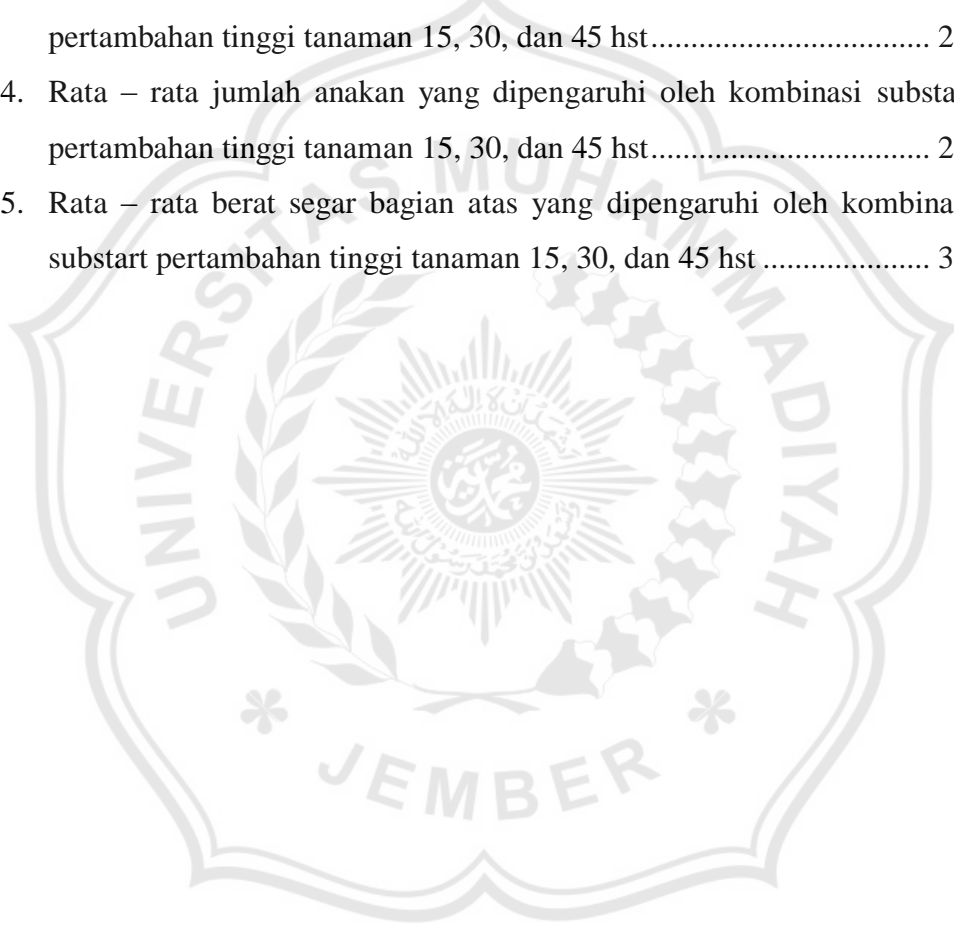 pertambahan tinggi tanaman 15, 30, dan 45 hst................................... 2
4. Rata – rata jumlah anakan yang dipengaruhi oleh kombinasi substa
pertambahan tinggi tanaman 15, 30, dan 45 hst................................... 2
5. Rata – rata berat segar bagian atas yang dipengaruhi oleh kombina
substart pertambahan tinggi tanaman 15, 30, dan 45 hst ..................... 3
UNIVERSITAS MUHAMMADIYAH
JEMBER